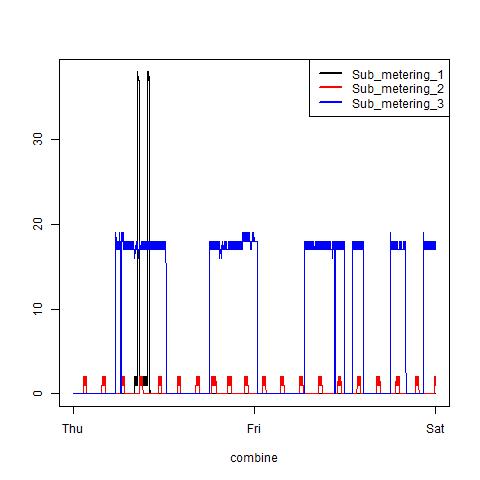 Sub_metering_1
Sub_metering_2
Sub_metering_3
30
20
10
0
Thu Fri Sat
combine